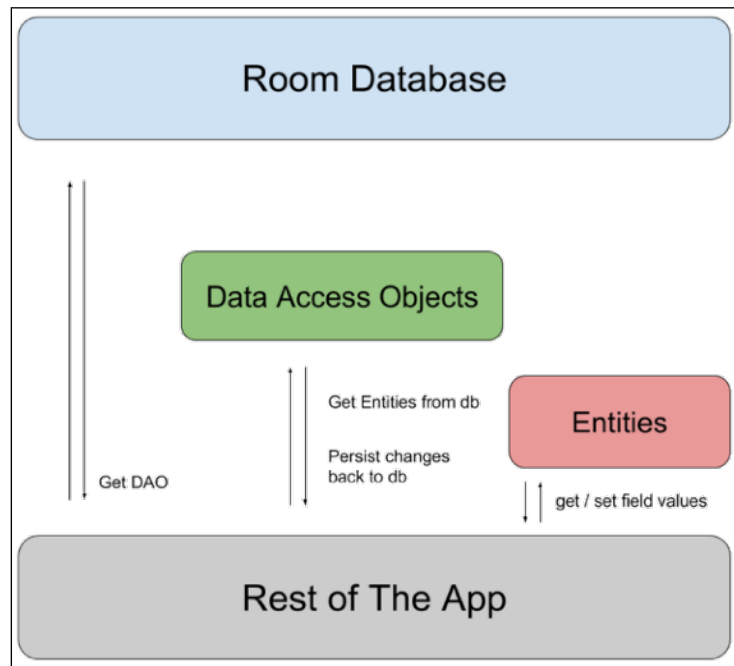 Room Database
Data Access Objects
Get Entities from db
Entities
Persist changes
back to db
Get DAO
get / set field values
Rest of The App